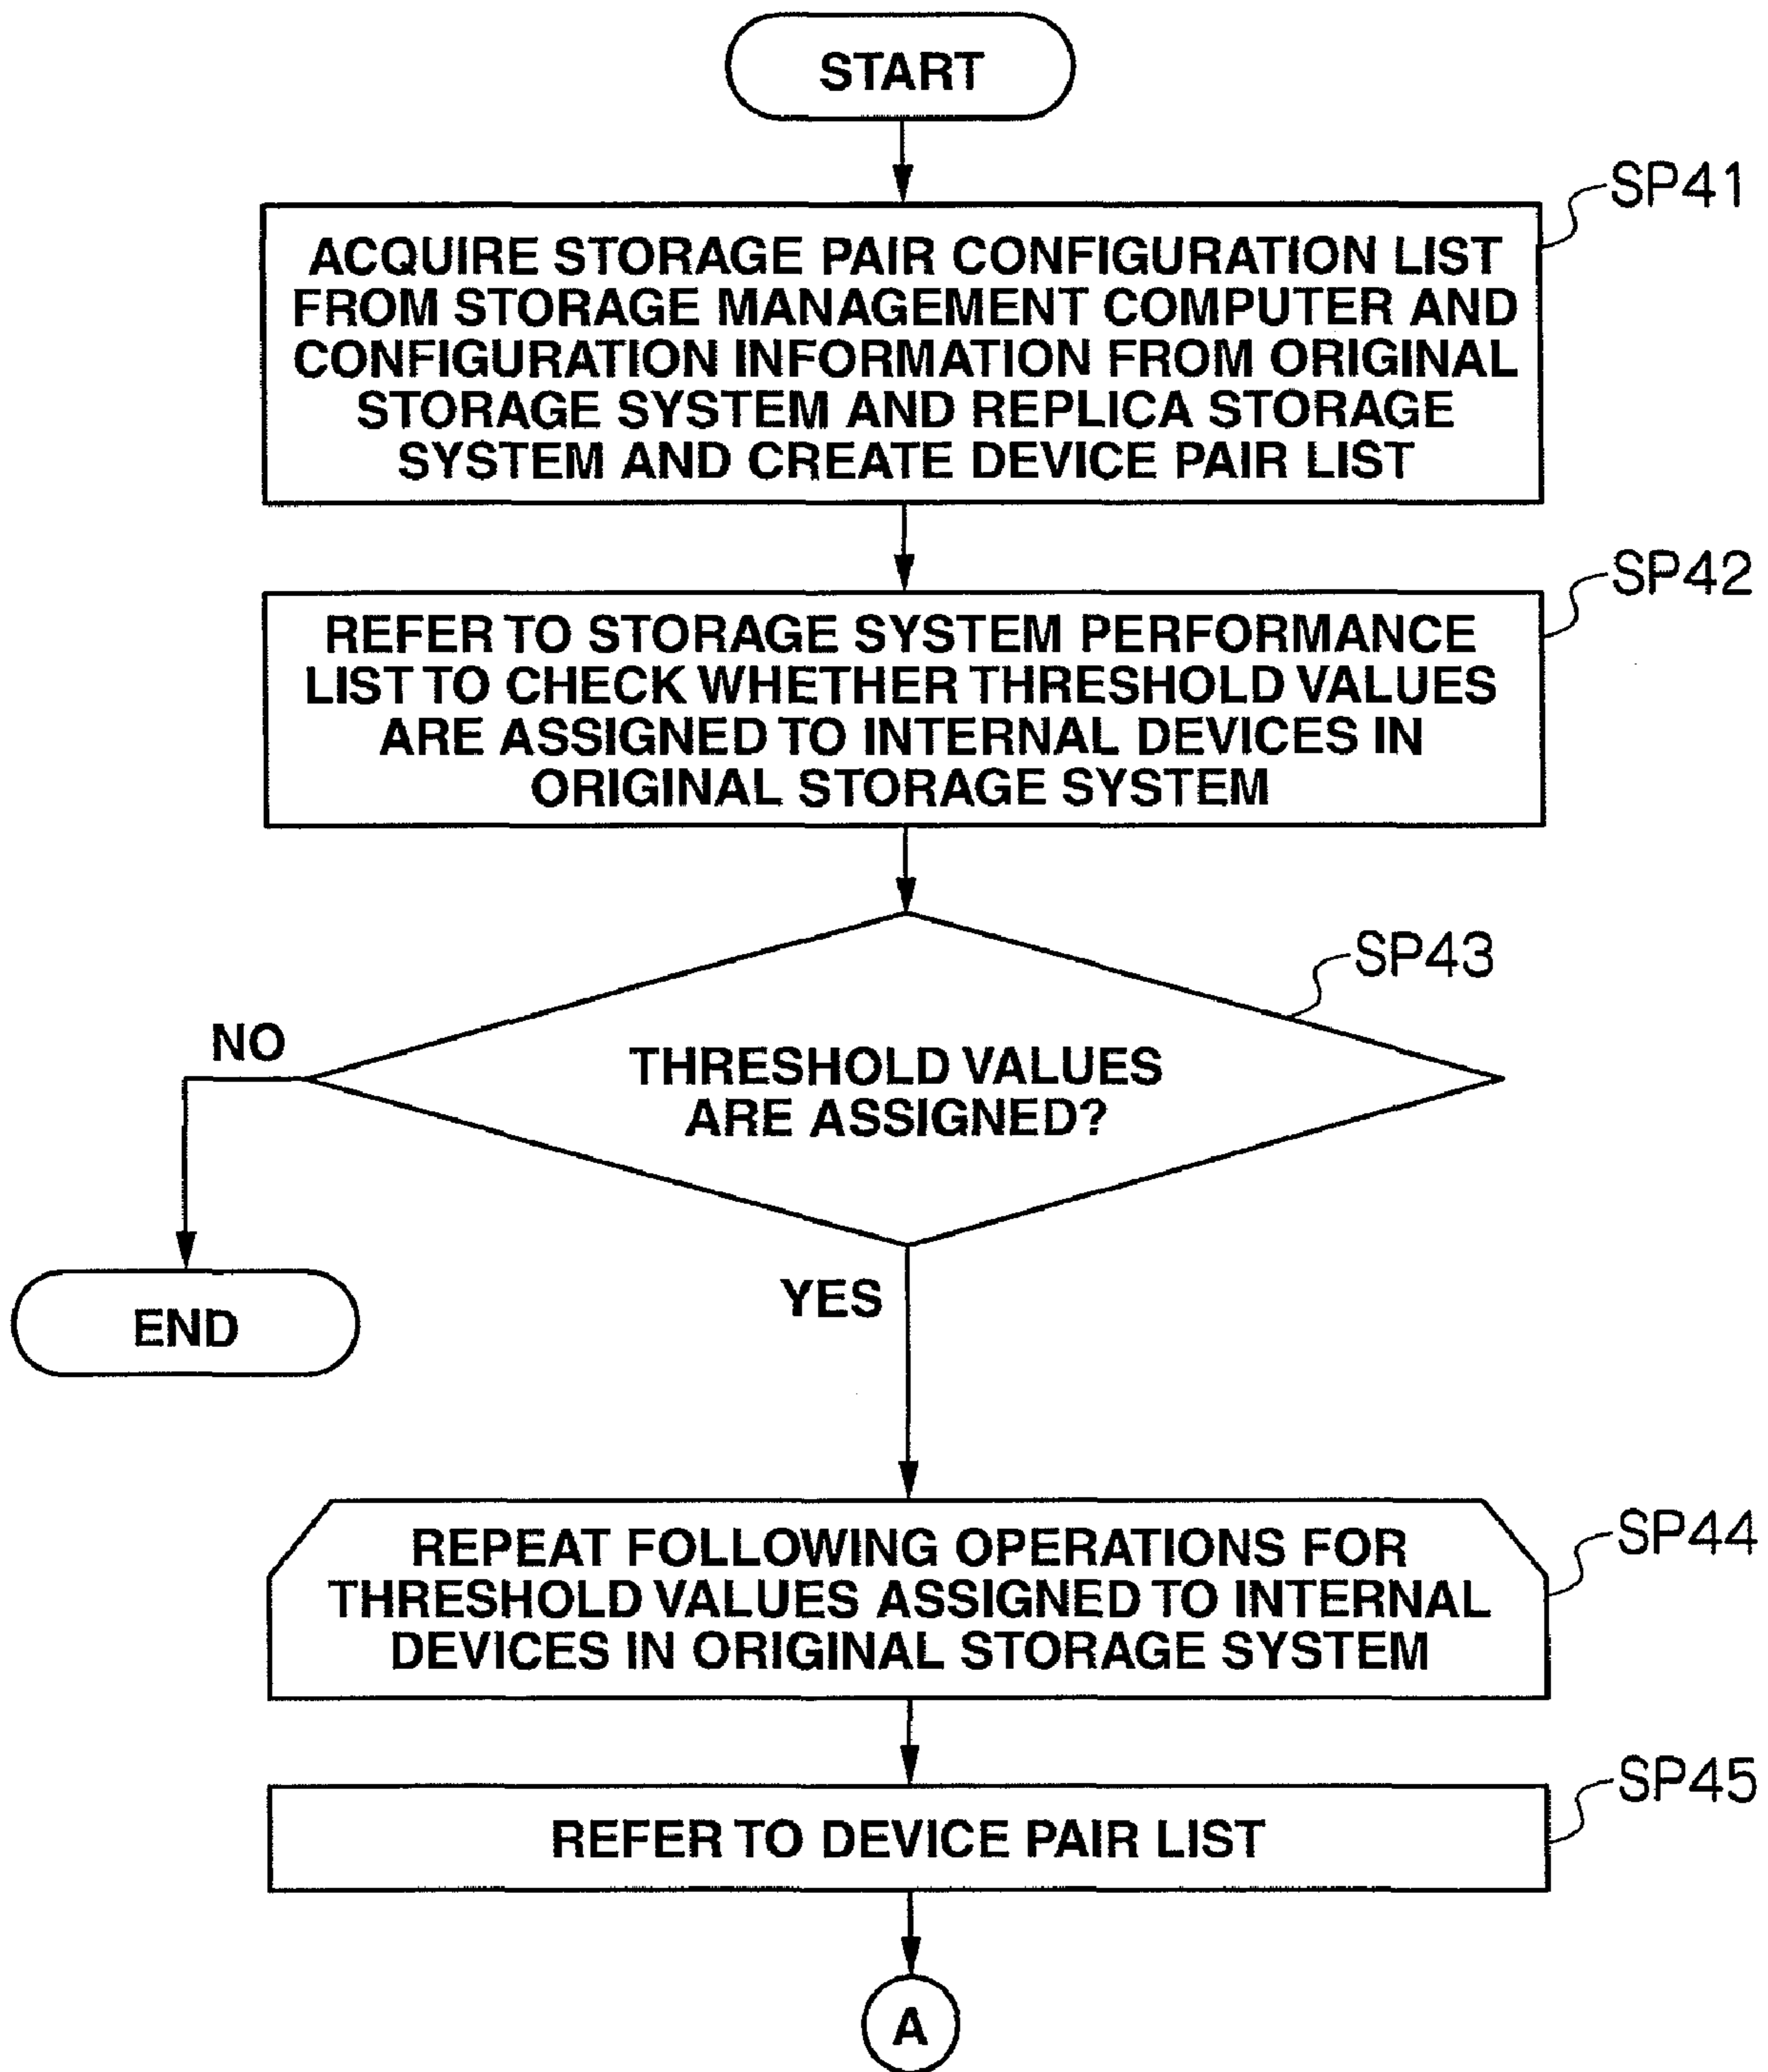 START
SP41
ACQUIRE STORAGE PAIR CONFIGURATION LIST
FROM STORAGE MANAGEMENT COMPUTER AND
CONFIGURATION INFORMATION FROM ORIGINAL
STORAGE SYSTEM AND REPLICA STORAGE
SYSTEM AND CREATE DEVICE PAIR LIST
SP42
REFER TO STORAGE SYSTEM PERFORMANCE
LIST TO CHECK WHETHER THRESHOLD VALUES
ARE ASSIGNED TO INTERNAL DEVICES IN
ORIGINAL STORAGE SYSTEM
SP43
NO
THRESHOLD VALUES
ARE ASSIGNED?
YES
END
SP44
REPEAT FOLLOWING OPERATIONS FOR
THRESHOLD VALUES ASSIGNED TO INTERNAL
DEVICES IN ORIGINAL STORAGE SYSTEM
SP45
REFER TO DEVICE PAIR LIST
A